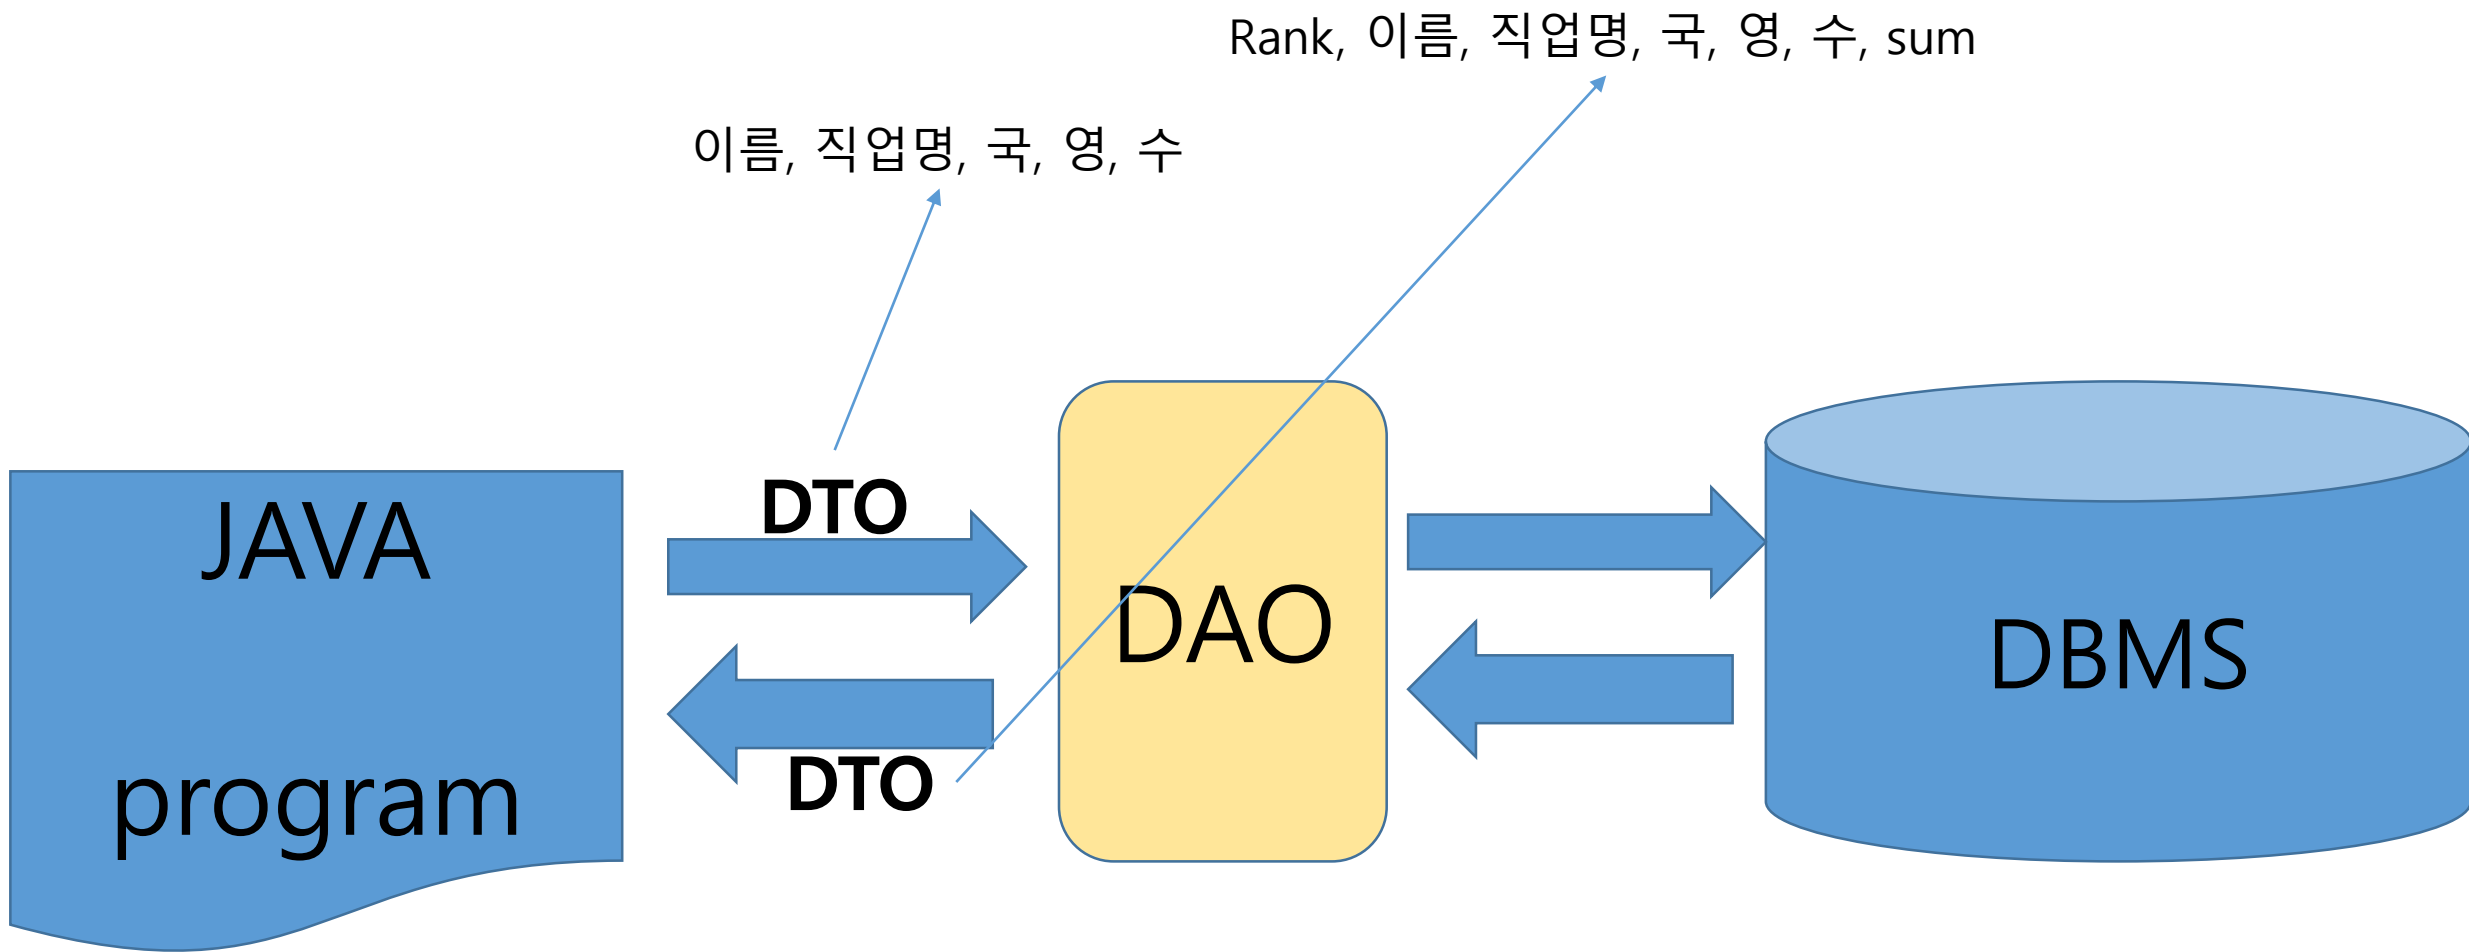 Rank, 이름, 직업명, 국, 영, 수, sum
이름, 직업명, 국, 영, 수
DTO
JAVA
program
DAO
DBMS
DTO